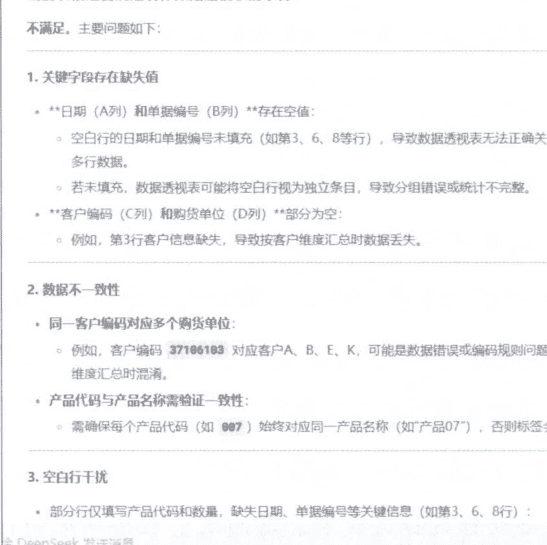 不满足。主要问题如下：
1. 关键字段存在缺失值
• **日期（A列）和单据编号（B列）**存在空值：
◦ 空白行的日期和单据编号未填充（如第3、6、8等行），导致数据透视表无法正确关
多行数据。
◦ 若未填充，数据透视表可能将空白行视为独立条目，导致分组错误或统计不完整。
• **客户编码（C列）和购货单位（D列）**部分为空：
◦ 例如，第3行客户信息缺失，导致按客户维度汇总时数据丢失。
2. 数据不一致性
• 同一客户编码对应多个购货单位：
◦ 例如，客户编码 37106103 对应客户A、B、E、K，可能是数据错误或编码规则问题
维度汇总时混淆。
• 产品代码与产品名称需验证一致性：
◦ 需确保每个产品代码（如 007 ）始终对应同一产品名称（如“产品07”），否则标签
3. 空白行干扰
• 部分行仅填写产品代码和数量，缺失日期、单据编号等关键信息（如第3、6、8行）：
DeepSeek 发送消息